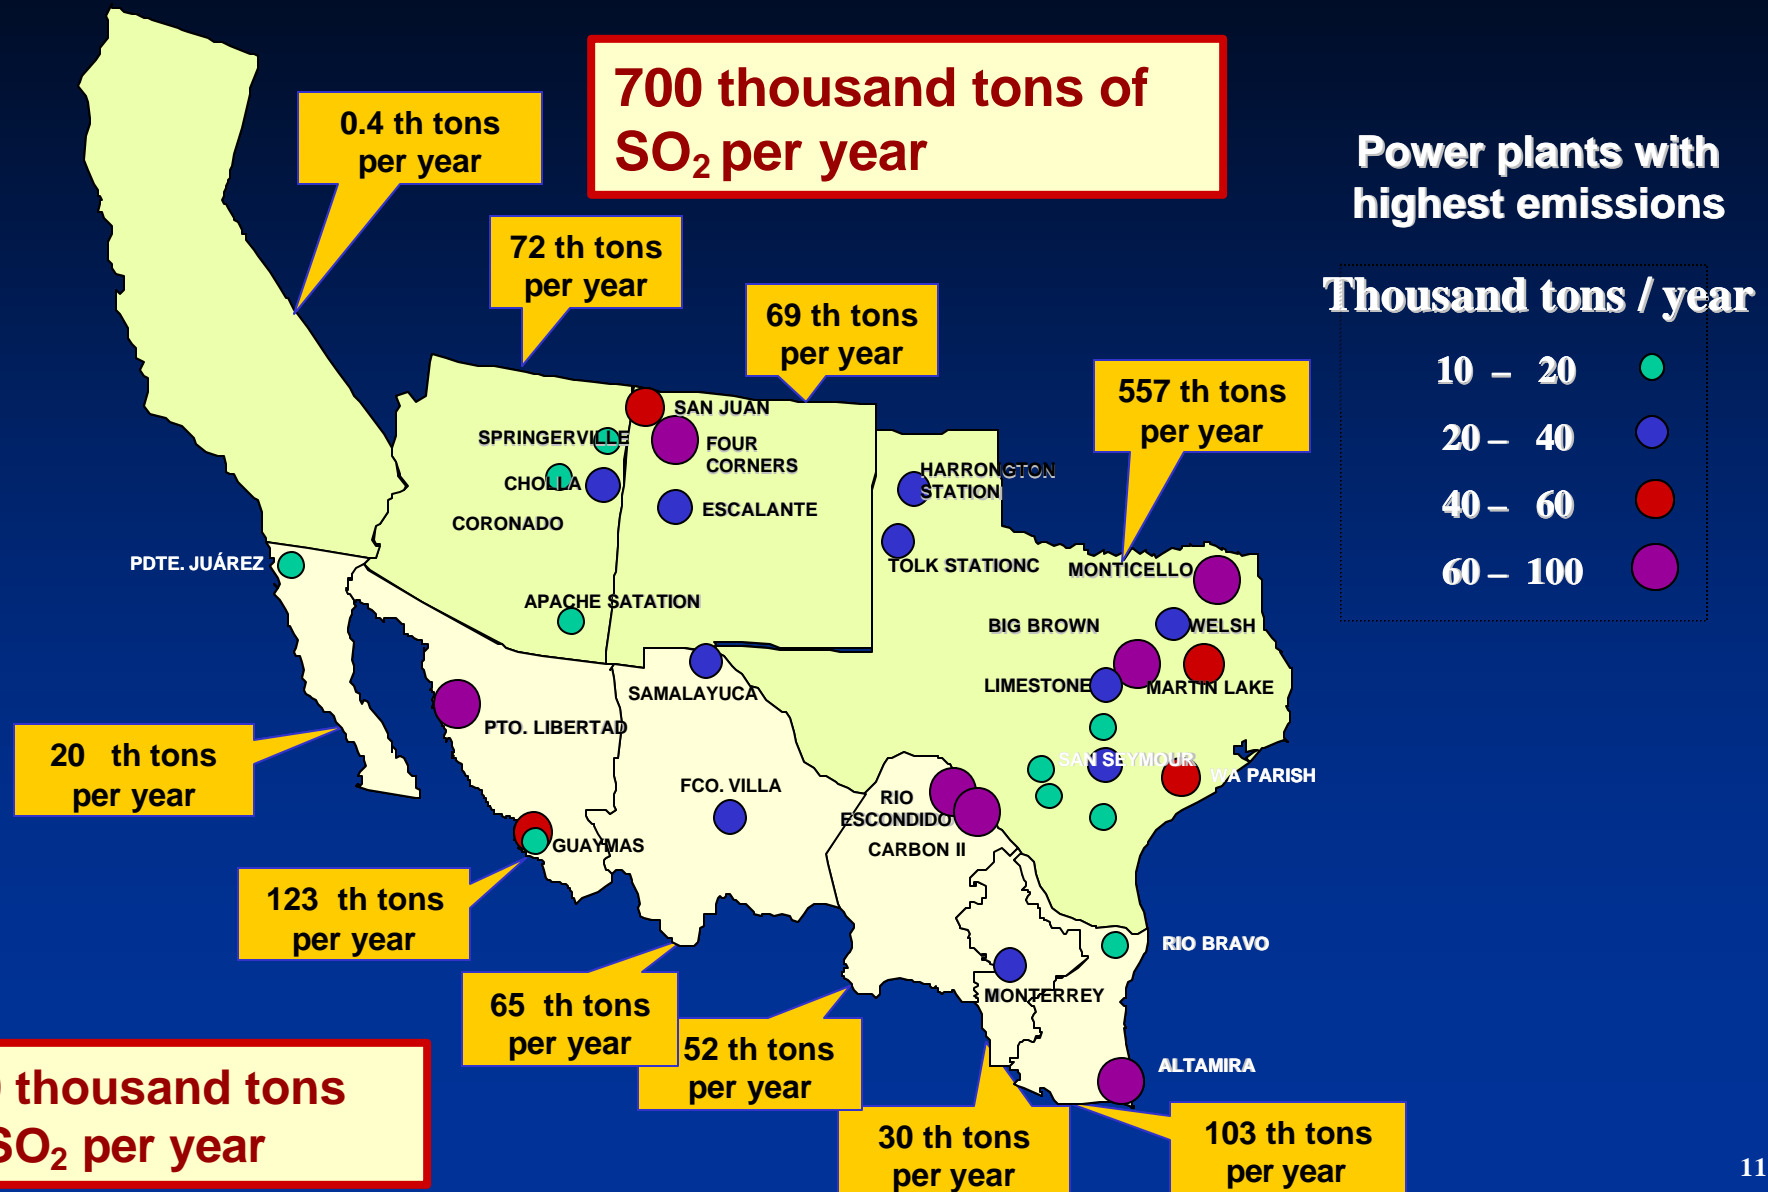 700 thousand tons of
SO₂ per year
0.4 th tons
per year
72 th tons
per year
69 th tons
per year
557 th tons
per year
Power plants with
highest emissions
Thousand tons / year
10 – 20
20 – 40
40 – 60
60 – 100
SAN JUAN
SPRINGERVILLE
FOUR
CORNERS
CHOLLA
ESCALANTE
CORONADO
HARRONGTON
STATION
TOLK STATIONC
MONTICELLO
PDTE. JUÁREZ
APACHE SATATION
BIG BROWN
WELSH
LIMESTONE
MARTIN LAKE
SAMALAYUCA
PTO. LIBERTAD
SAN SEYMOUR
WA PARISH
20 th tons
per year
FCO. VILLA
RIO
ESCONDIDO
GUAYMAS
CARBON II
123 th tons
per year
RIO BRAVO
MONTERREY
65 th tons
per year
52 th tons
per year
ALTAMIRA
thousand tons
SO₂ per year
30 th tons
per year
103 th tons
per year
11